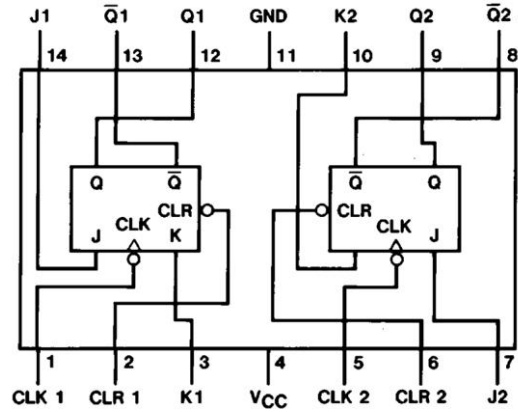 J1 Q̅1 Q1 GND K2 Q2 Q̅2
14 13 12 11 10 9 8
Q Q̅ Q̅ Q
CLR CLR
CLK CLK
J K J
1 2 3 4 5 6 7
CLK 1 CLR 1 K1 VCC CLK 2 CLR 2 J2